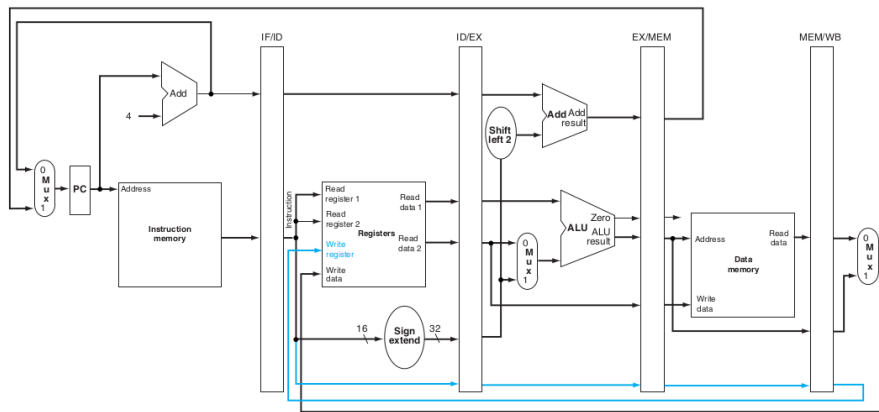 IF/ID
ID/EX
EX/MEM
MEM/WB
Add
4
Add Add
result
Shift
left 2
0
M
u
x
1
PC
Address
Instruction
memory
Instruction
Read
register 1
Read
register 2
Write
register
Write
data
Registers
Read
data 1
Read
data 2
0
M
u
x
1
Zero
ALU ALU
result
Address
Write
data
Read
data
Data
memory
0
M
u
x
1
16
Sign
extend
32